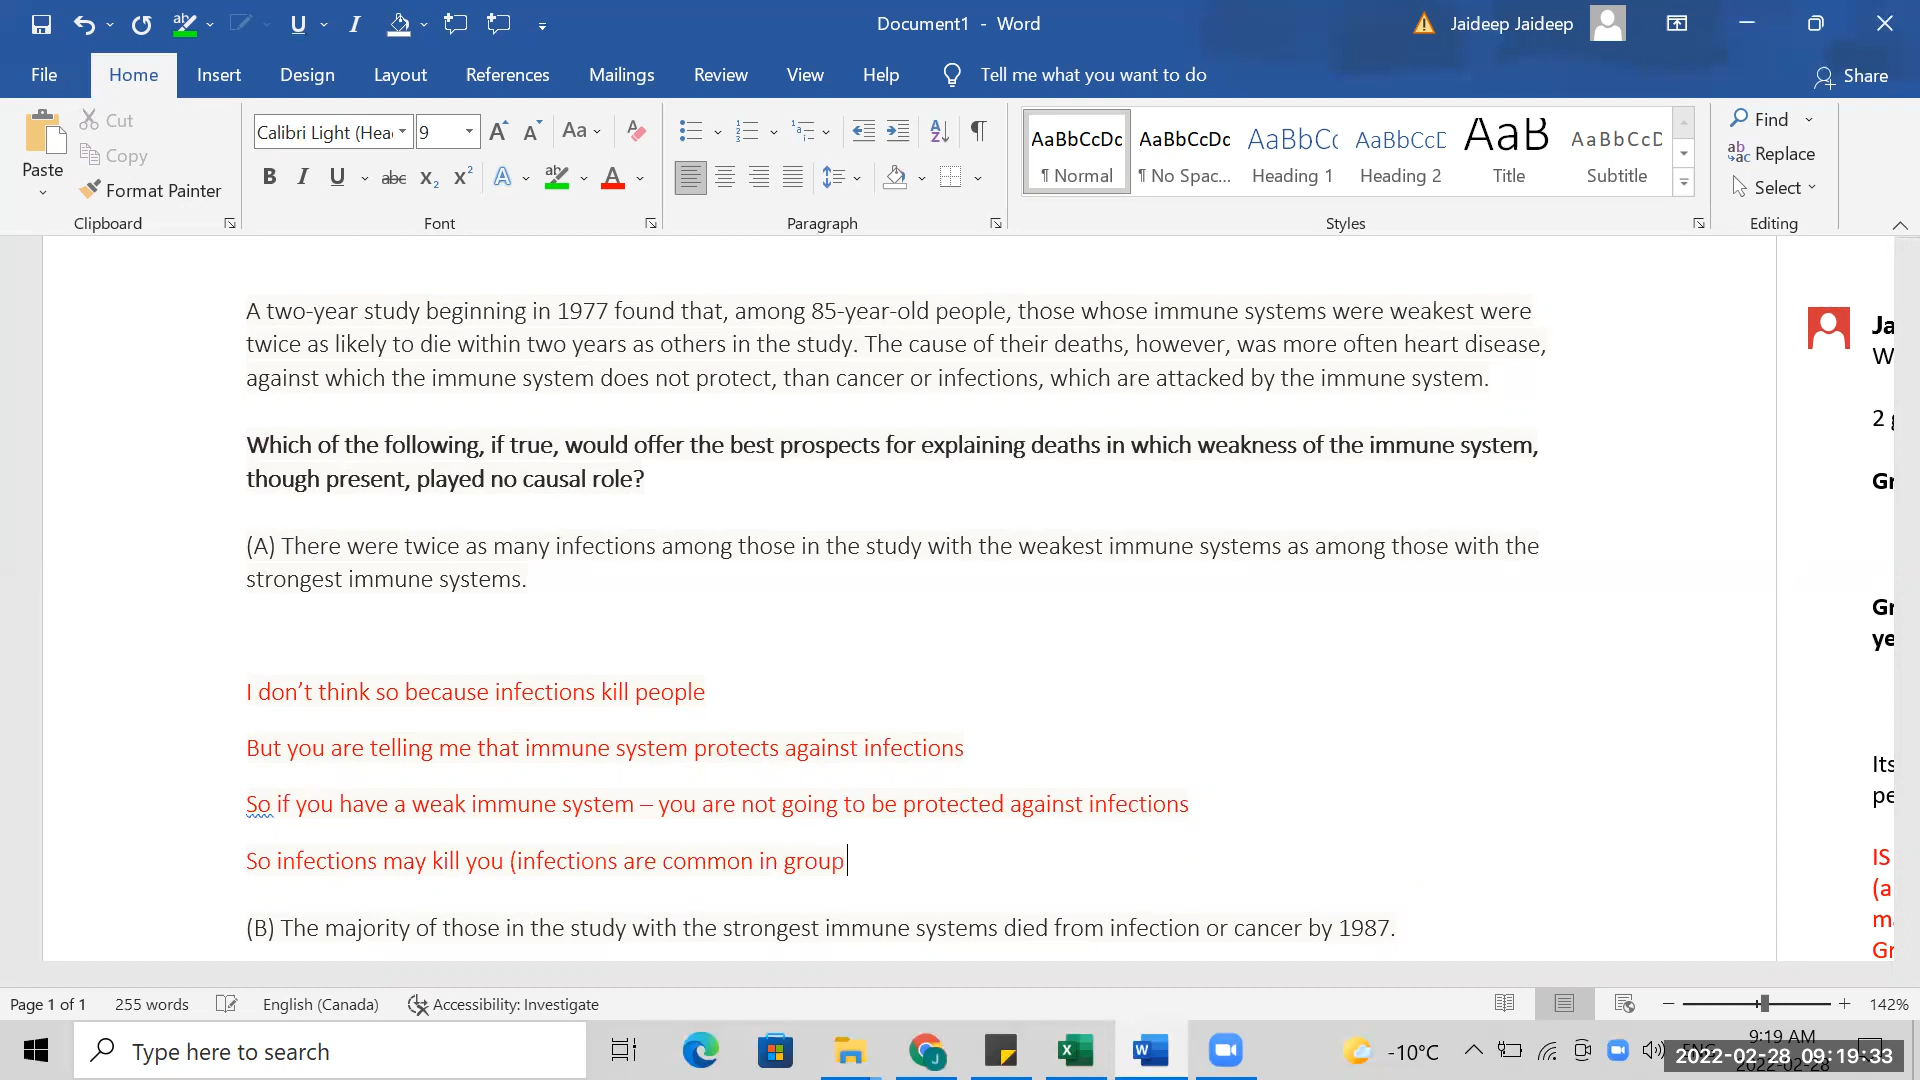 Document1 - Word
Jaideep Jaideep
File Home Insert Design Layout References Mailings Review View Help Tell me what you want to do Share
Paste
Cut
Copy
Format Painter
Clipboard
Calibri Light (Hea 9
Font
Paragraph
AaBbCcDc AaBbCcDc AaBbCc AaBbCcD AaB AaBbCcD
¶ Normal ¶ No Spac... Heading 1 Heading 2 Title Subtitle
Styles
Find
Replace
Select
Editing
A two-year study beginning in 1977 found that, among 85-year-old people, those whose immune systems were weakest were
twice as likely to die within two years as others in the study. The cause of their deaths, however, was more often heart disease,
against which the immune system does not protect, than cancer or infections, which are attacked by the immune system.
Which of the following, if true, would offer the best prospects for explaining deaths in which weakness of the immune system,
though present, played no causal role?
(A) There were twice as many infections among those in the study with the weakest immune systems as among those with the
strongest immune systems.
I don’t think so because infections kill people
But you are telling me that immune system protects against infections
So if you have a weak immune system – you are not going to be protected against infections
So infections may kill you (infections are common in group
(B) The majority of those in the study with the strongest immune systems died from infection or cancer by 1987.
Ja
W
2
Gr
Gr
ye
Its
pe
IS
(a
m
Gr
Page 1 of 1 255 words English (Canada) Accessibility: Investigate 142%
Type here to search
-10°C
9:19 AM
2022-02-28 09:19:33